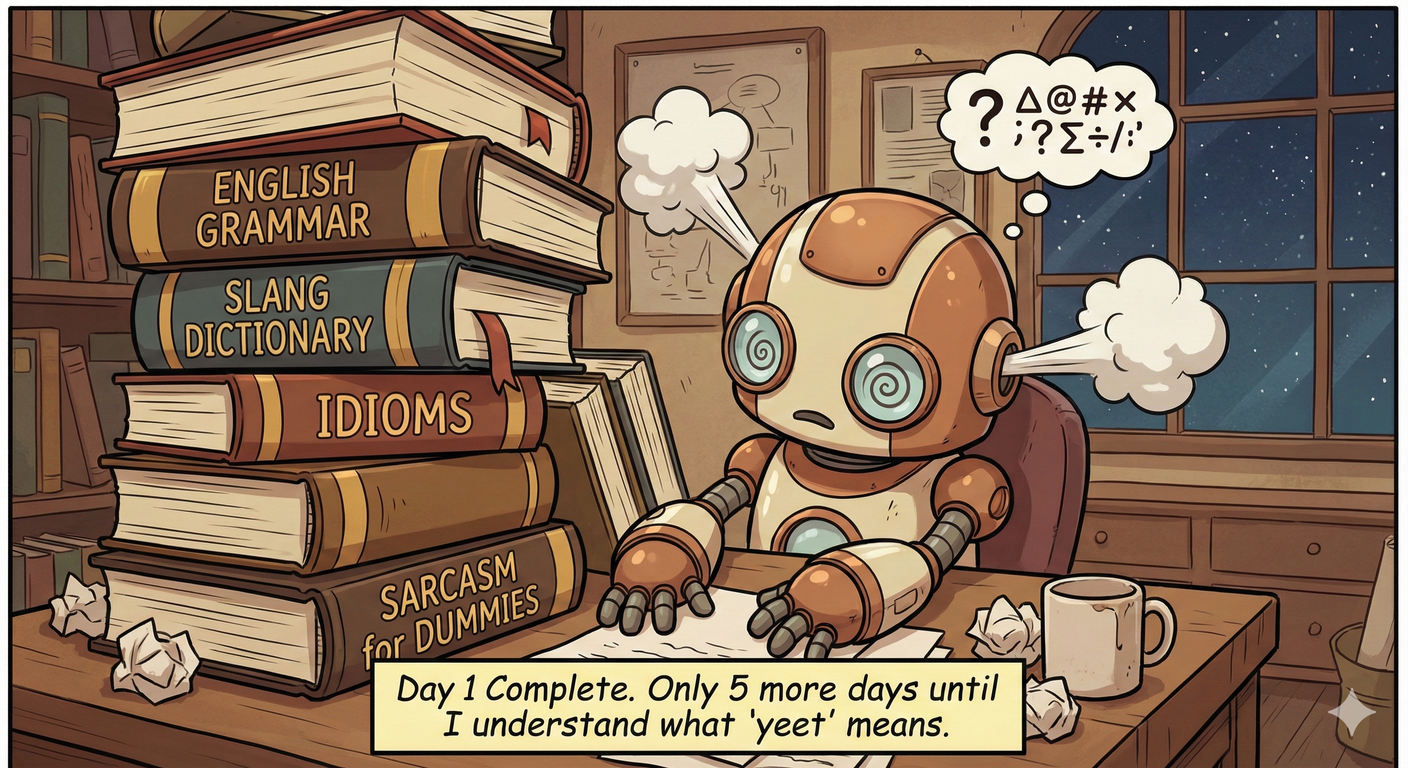 ENGLISH
GRAMMAR
SLANG
DICTIONARY
IDIOMS
SARCASM
for DUMMIES
? Δ@#×
;?Σ÷/:'
Day 1 Complete. Only 5 more days until
I understand what 'yeet' means.